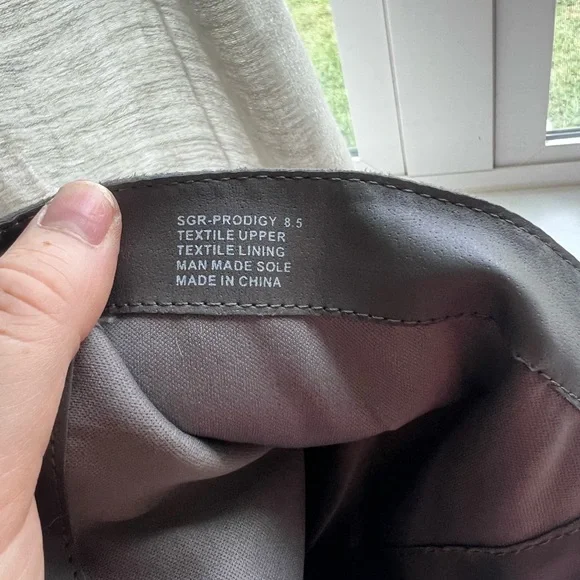 SGR-PRODIGY 8.5
TEXTILE UPPER
TEXTILE LINING
MAN MADE SOLE
MADE IN CHINA